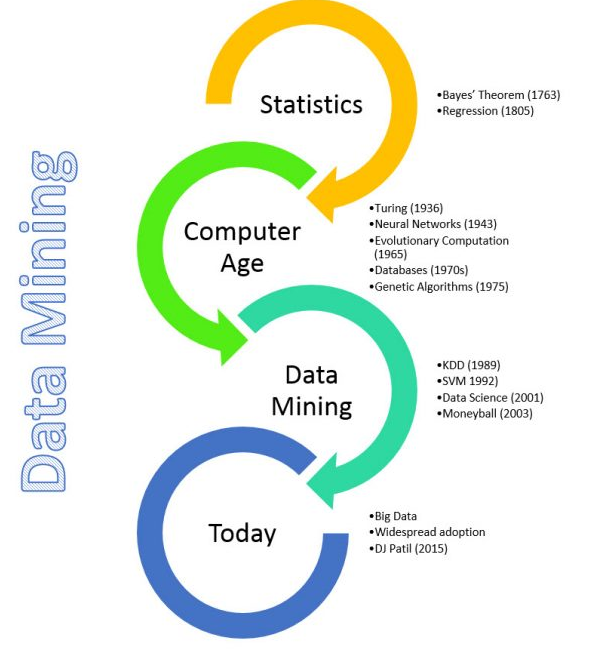 Data Mining
Statistics
•Bayes' Theorem (1763)
•Regression (1805)
Computer
Age
•Turing (1936)
•Neural Networks (1943)
•Evolutionary Computation
(1965)
•Databases (1970s)
•Genetic Algorithms (1975)
Data
Mining
•KDD (1989)
•SVM 1992)
•Data Science (2001)
•Moneyball (2003)
Today
•Big Data
•Widespread adoption
•DJ Patil (2015)